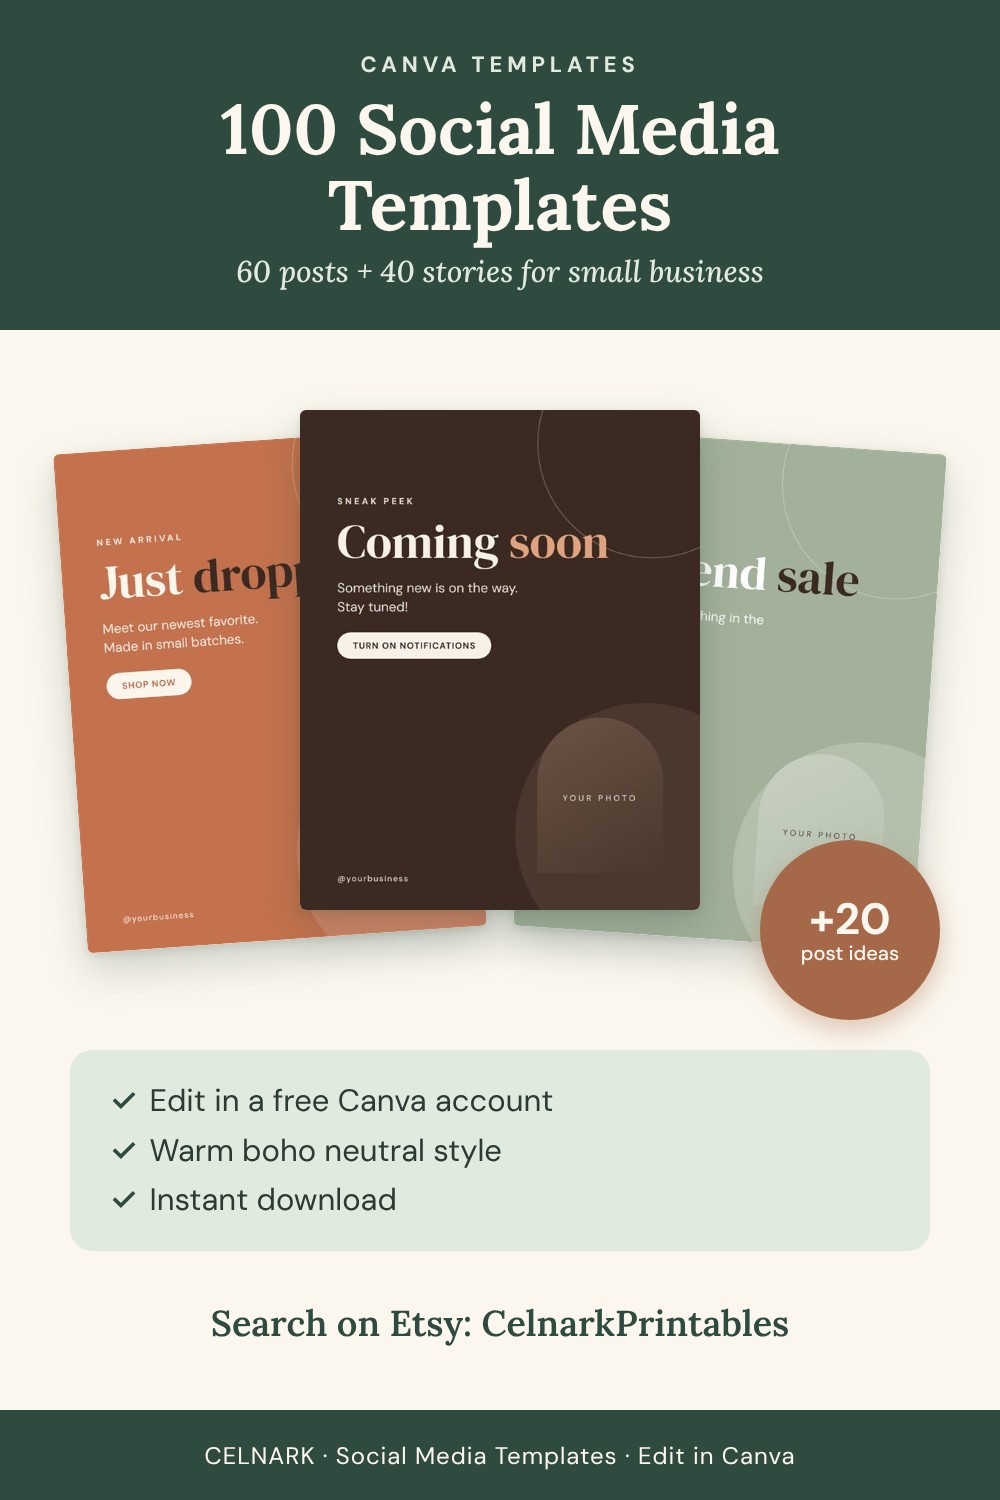 CANVA TEMPLATES
100 Social Media
Templates
60 posts + 40 stories for small business
NEW ARRIVAL
Just dropp
Meet our newest favorite.
Made in small batches.
SHOP NOW
@yourbusiness
SNEAK PEEK
Coming soon
Something new is on the way.
Stay tuned!
TURN ON NOTIFICATIONS
YOUR PHOTO
@yourbusiness
end sale
hing in the
YOUR PHOTO
+20
post ideas
✓ Edit in a free Canva account
✓ Warm boho neutral style
✓ Instant download
Search on Etsy: CelnarkPrintables
CELNARK · Social Media Templates · Edit in Canva